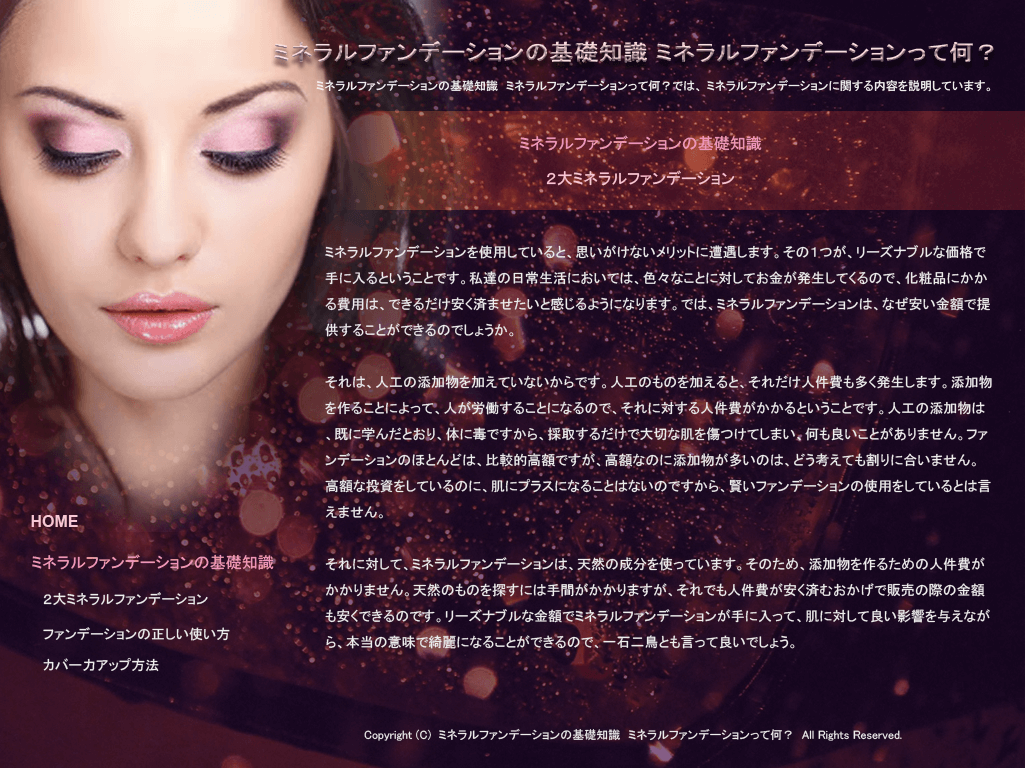 ミネラルファンデーションの基礎知識 ミネラルファンデーションって何？
ミネラルファンデーションの基礎知識　ミネラルファンデーションって何？では、ミネラルファンデーションに関する内容を説明しています。
ミネラルファンデーションの基礎知識
２大ミネラルファンデーション
ミネラルファンデーションを使用していると、思いがけないメリットに遭遇します。その１つが、リーズナブルな価格で
手に入るということです。私達の日常生活においては、色々なことに対してお金が発生してくるので、化粧品にかか
る費用は、できるだけ安く済ませたいと感じるようになります。では、ミネラルファンデーションは、なぜ安い金額で提
供することができるのでしょうか。
それは、人工の添加物を加えていないからです。人工のものを加えると、それだけ人件費も多く発生します。添加物
を作ることによって、人が労働することになるので、それに対する人件費がかかるということです。人工の添加物は
、既に学んだとおり、体に毒ですから、採取するだけで大切な肌を傷つけてしまい。何も良いことがありません。ファ
ンデーションのほとんどは、比較的高額ですが、高額なのに添加物が多いのは、どう考えても割りに合いません。
高額な投資をしているのに、肌にプラスになることはないのですから、賢いファンデーションの使用をしているとは言
えません。
HOME
ミネラルファンデーションの基礎知識
２大ミネラルファンデーション
ファンデーションの正しい使い方
カバー力アップ方法
それに対して、ミネラルファンデーションは、天然の成分を使っています。そのため、添加物を作るための人件費が
かかりません。天然のものを探すには手間がかかりますが、それでも人件費が安く済むおかげで販売の際の金額
も安くできるのです。リーズナブルな金額でミネラルファンデーションが手に入って、肌に対して良い影響を与えなが
ら、本当の意味で綺麗になることができるので、一石二鳥とも言って良いでしょう。
Copyright (C) ミネラルファンデーションの基礎知識　ミネラルファンデーションって何？　All Rights Reserved.